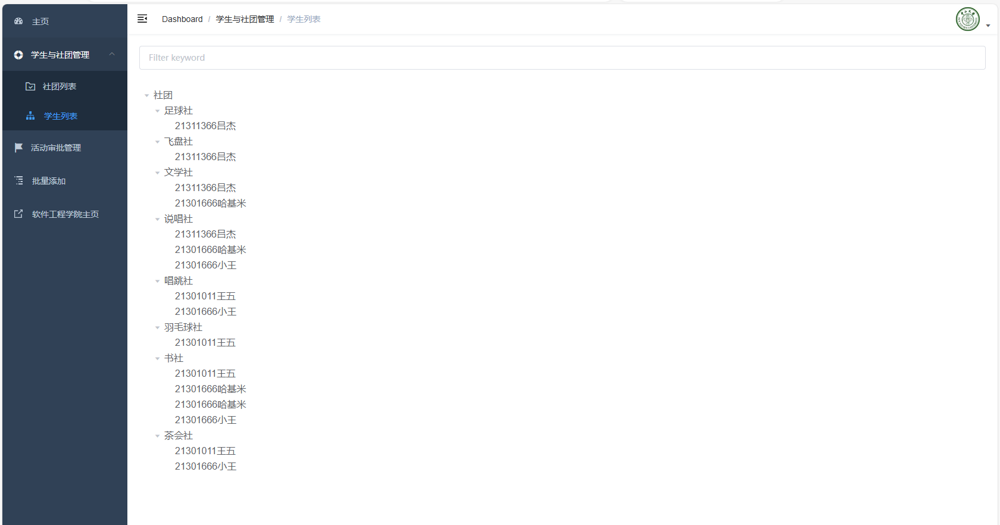 主页
学生与社团管理
社团列表
学生列表
活动审批管理
批量添加
软件工程学院主页
Dashboard / 学生与社团管理 / 学生列表
Filter keyword
社团
足球社
21311366吕杰
飞盘社
21311366吕杰
文学社
21311366吕杰
21301666哈基米
说唱社
21311366吕杰
21301666哈基米
21301666小王
唱跳社
21301011王五
21301666小王
羽毛球社
21301011王五
书社
21301011王五
21301666哈基米
21301666哈基米
21301666小王
茶会社
21301011王五
21301666小王